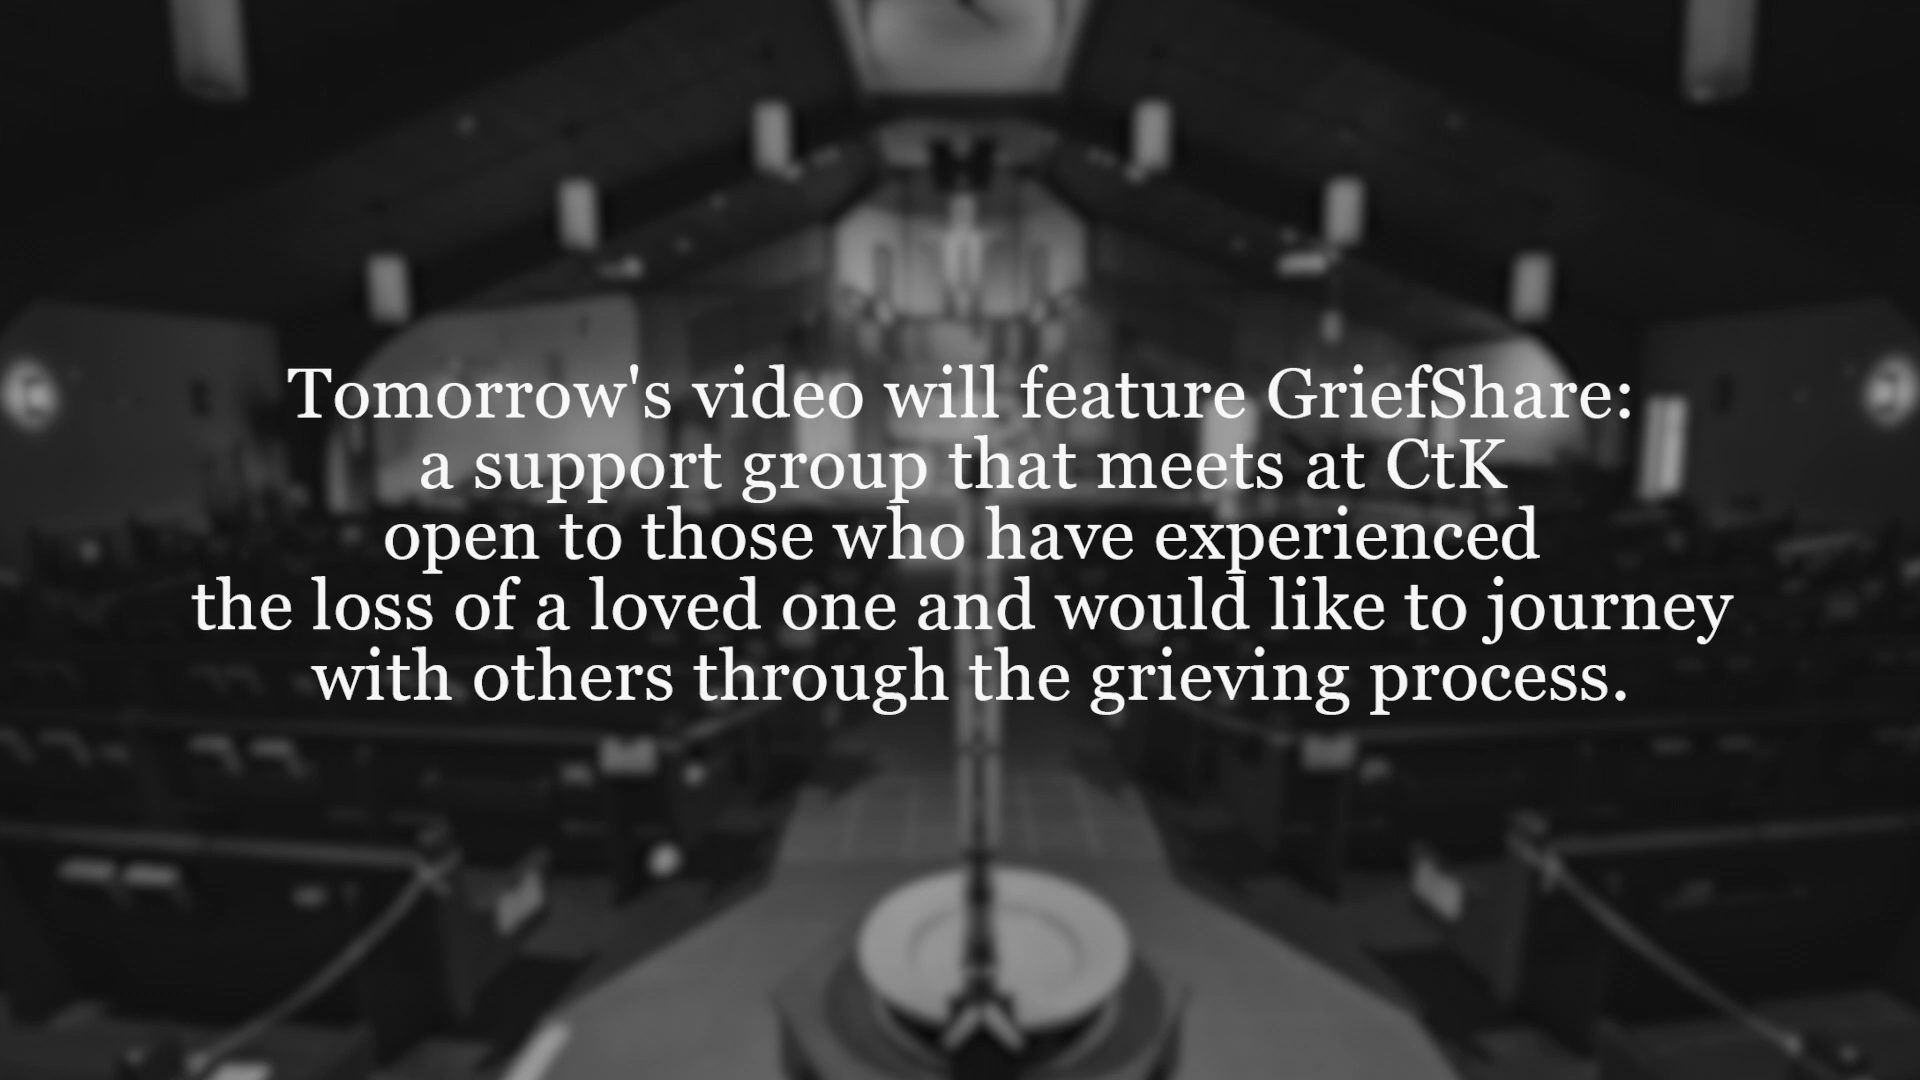 Tomorrow's video will feature GriefShare:
a support group that meets at CtK
open to those who have experienced
the loss of a loved one and would like to journey
with others through the grieving process.